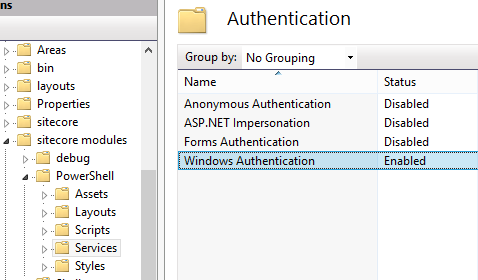 ns
Areas
bin
layouts
Properties
sitecore
sitecore modules
debug
PowerShell
Assets
Layouts
Scripts
Services
Styles
Authentication
Group by: No Grouping
Name Status
Anonymous Authentication Disabled
ASP.NET Impersonation Disabled
Forms Authentication Disabled
Windows Authentication Enabled